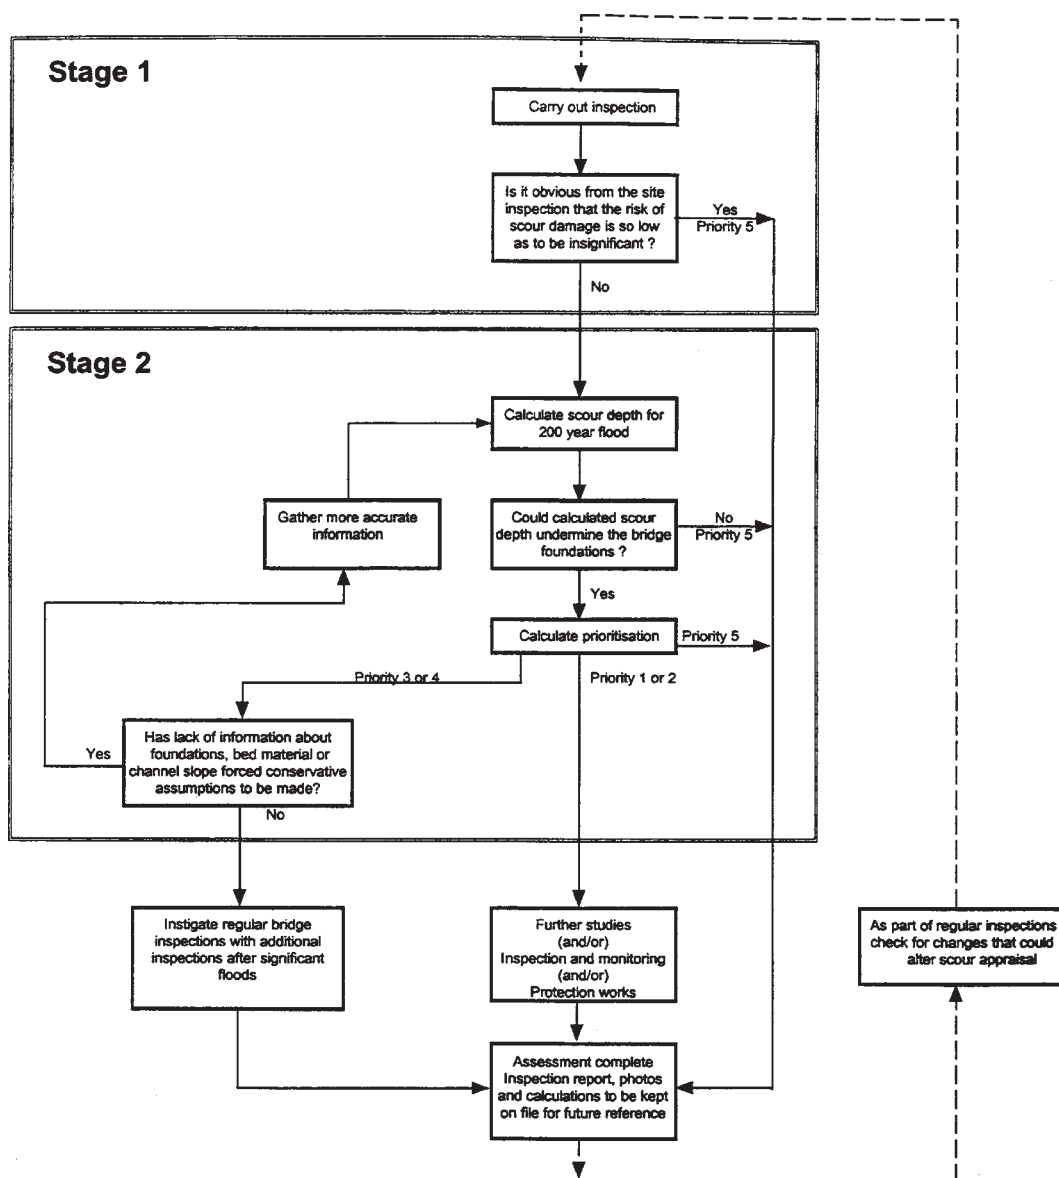 Stage 1
Carry out inspection
Is it obvious from the site
inspection that the risk of
scour damage is so low
as to be insignificant ?
Yes
Priority 5
No
Stage 2
Calculate scour depth for
200 year flood
Gather more accurate
information
Could calculated scour
depth undermine the bridge
foundations ?
No
Priority 5
Yes
Calculate prioritisation
Priority 5
Priority 3 or 4
Priority 1 or 2
Has lack of information about
foundations, bed material or
channel slope forced conservative
assumptions to be made?
Yes
No
Instigate regular bridge
inspections with additional
inspections after significant
floods
Further studies
(and/or)
Inspection and monitoring
(and/or)
Protection works
As part of regular inspections
check for changes that could
alter scour appraisal
Assessment complete
Inspection report, photos
and calculations to be kept
on file for future reference